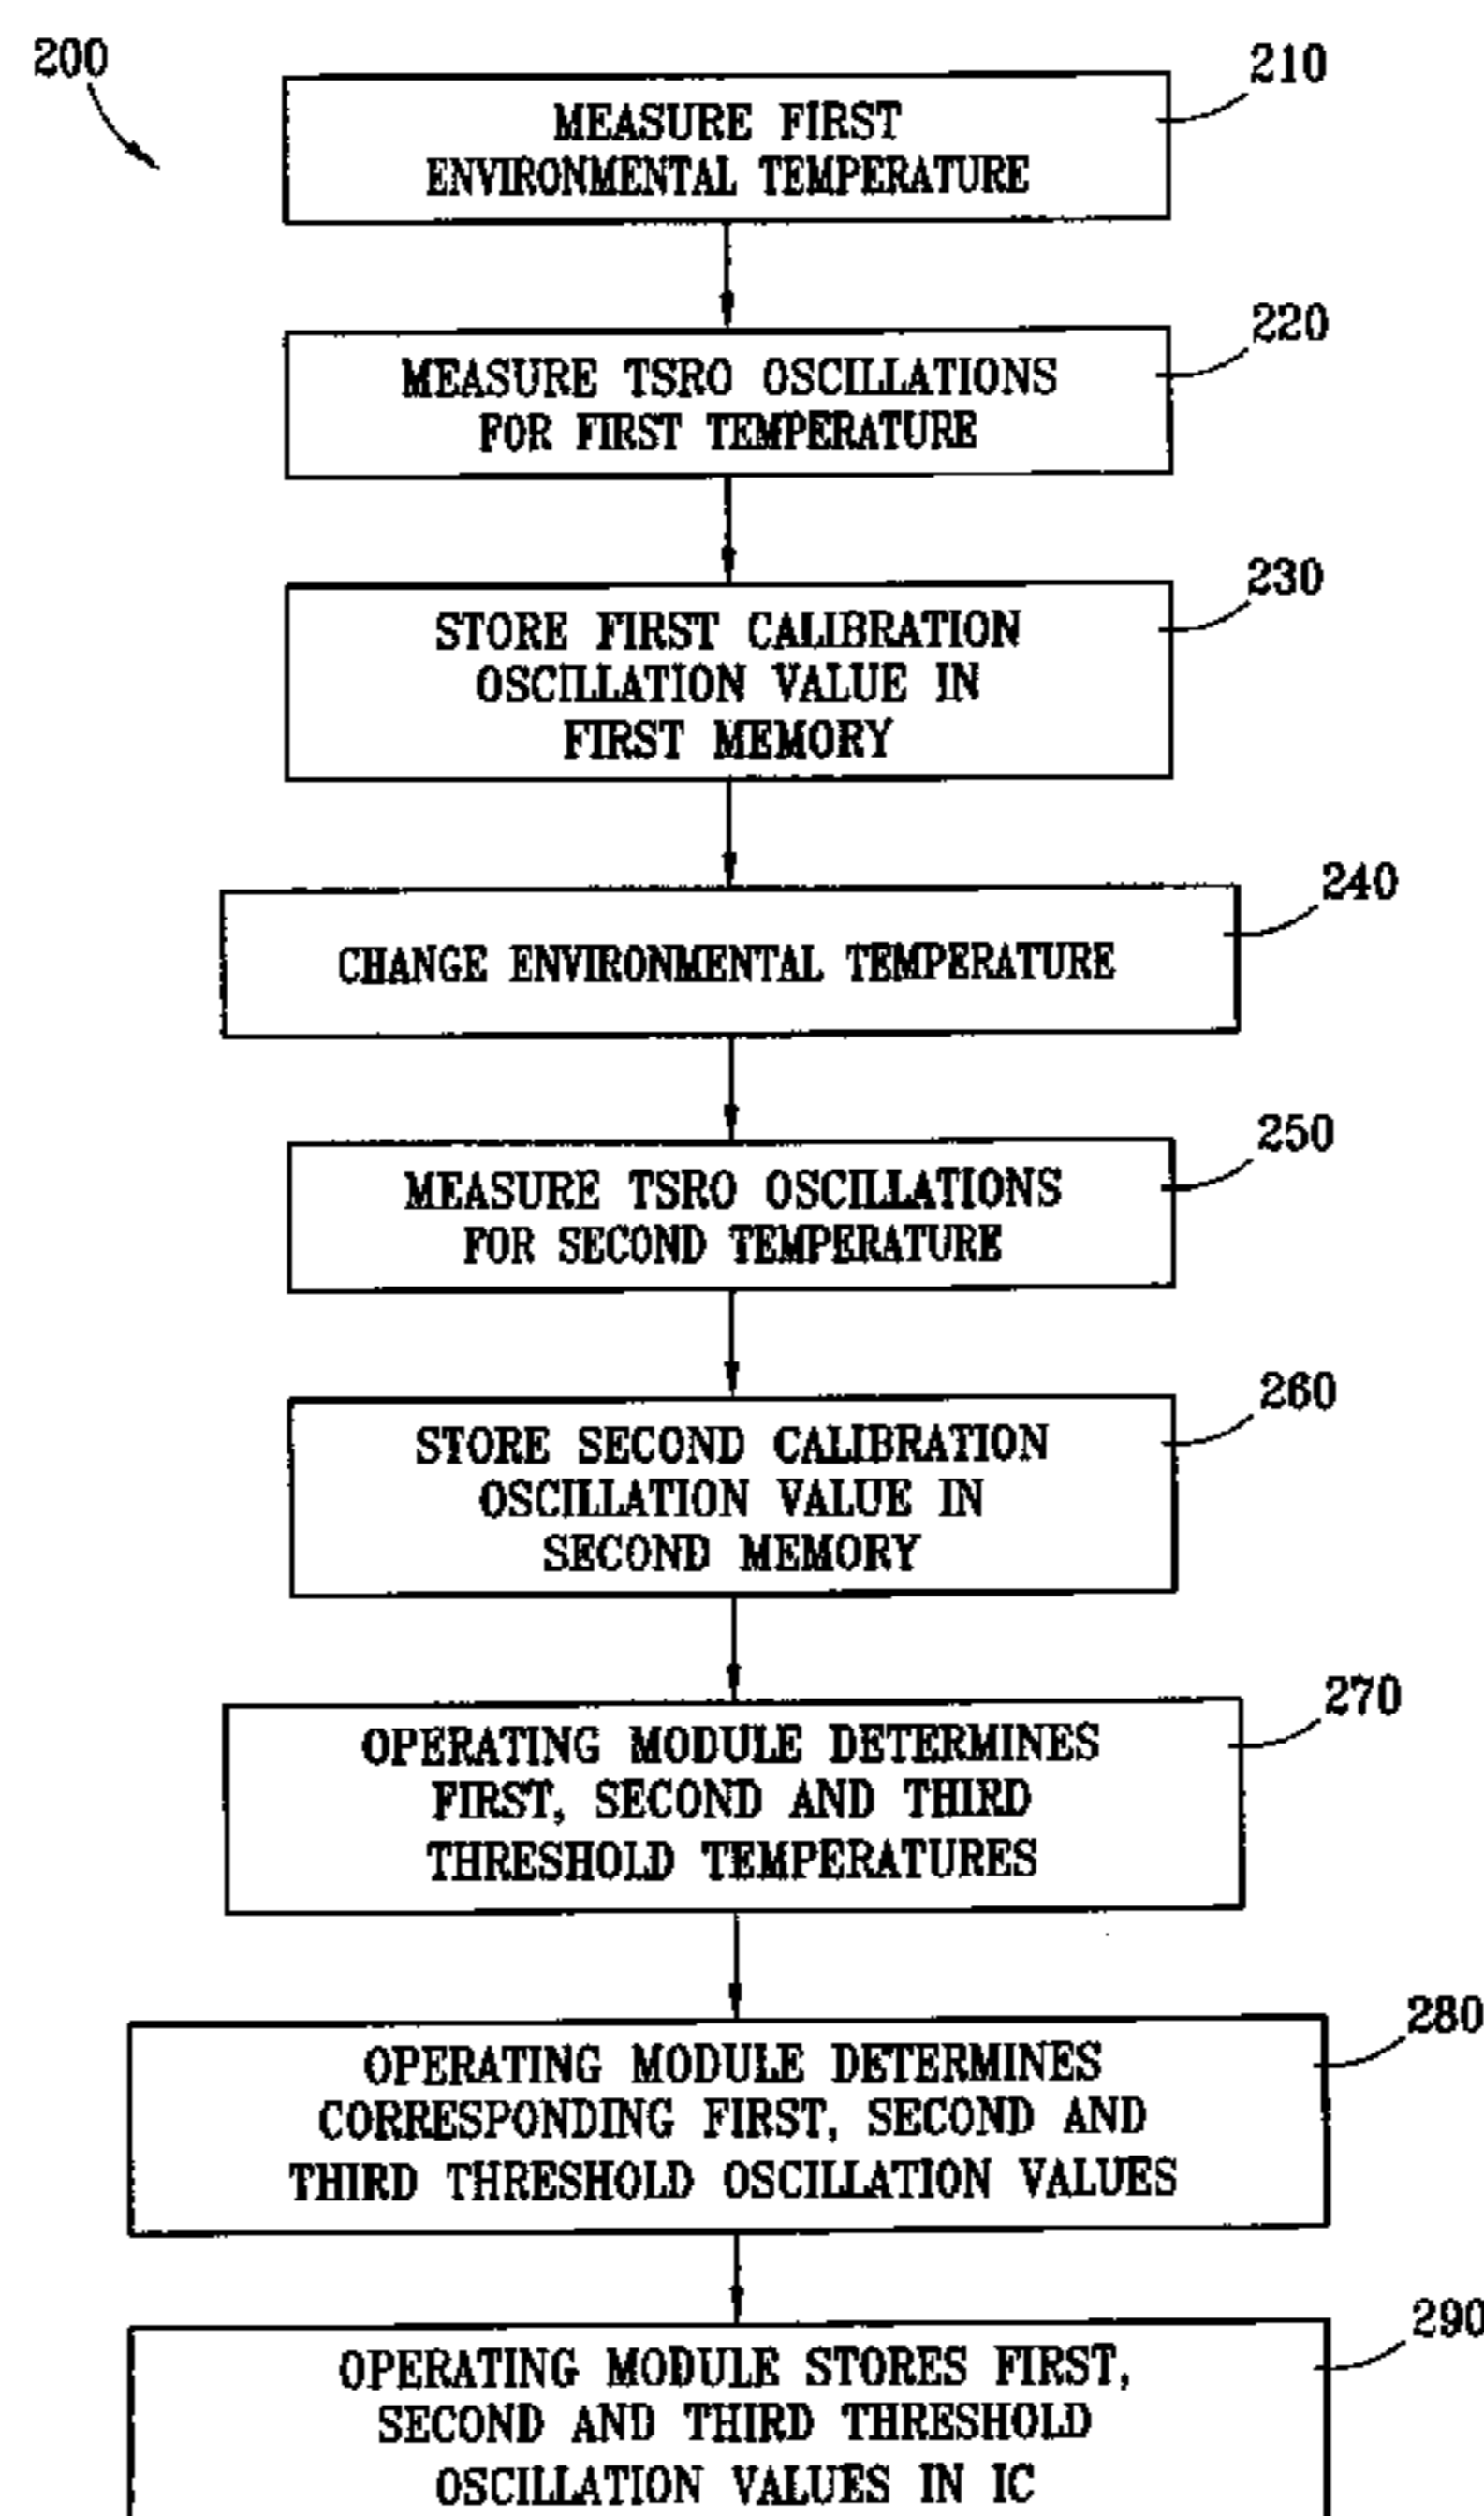 200
210
MEASURE FIRST
ENVIRONMENTAL TEMPERATURE
220
MEASURE TSRO OSCILLATIONS
FOR FIRST TEMPERATURE
230
STORE FIRST CALIBRATION
OSCILLATION VALUE IN
FIRST MEMORY
240
CHANGE ENVIRONMENTAL TEMPERATURE
250
MEASURE TSRO OSCILLATIONS
FOR SECOND TEMPERATURE
260
STORE SECOND CALIBRATION
OSCILLATION VALUE IN
SECOND MEMORY
270
OPERATING MODULE DETERMINES
FIRST, SECOND AND THIRD
THRESHOLD TEMPERATURES
280
OPERATING MODULE DETERMINES
CORRESPONDING FIRST, SECOND AND
THIRD THRESHOLD OSCILLATION VALUES
290
OPERATING MODULE STORES FIRST,
SECOND AND THIRD THRESHOLD
OSCILLATION VALUES IN IC